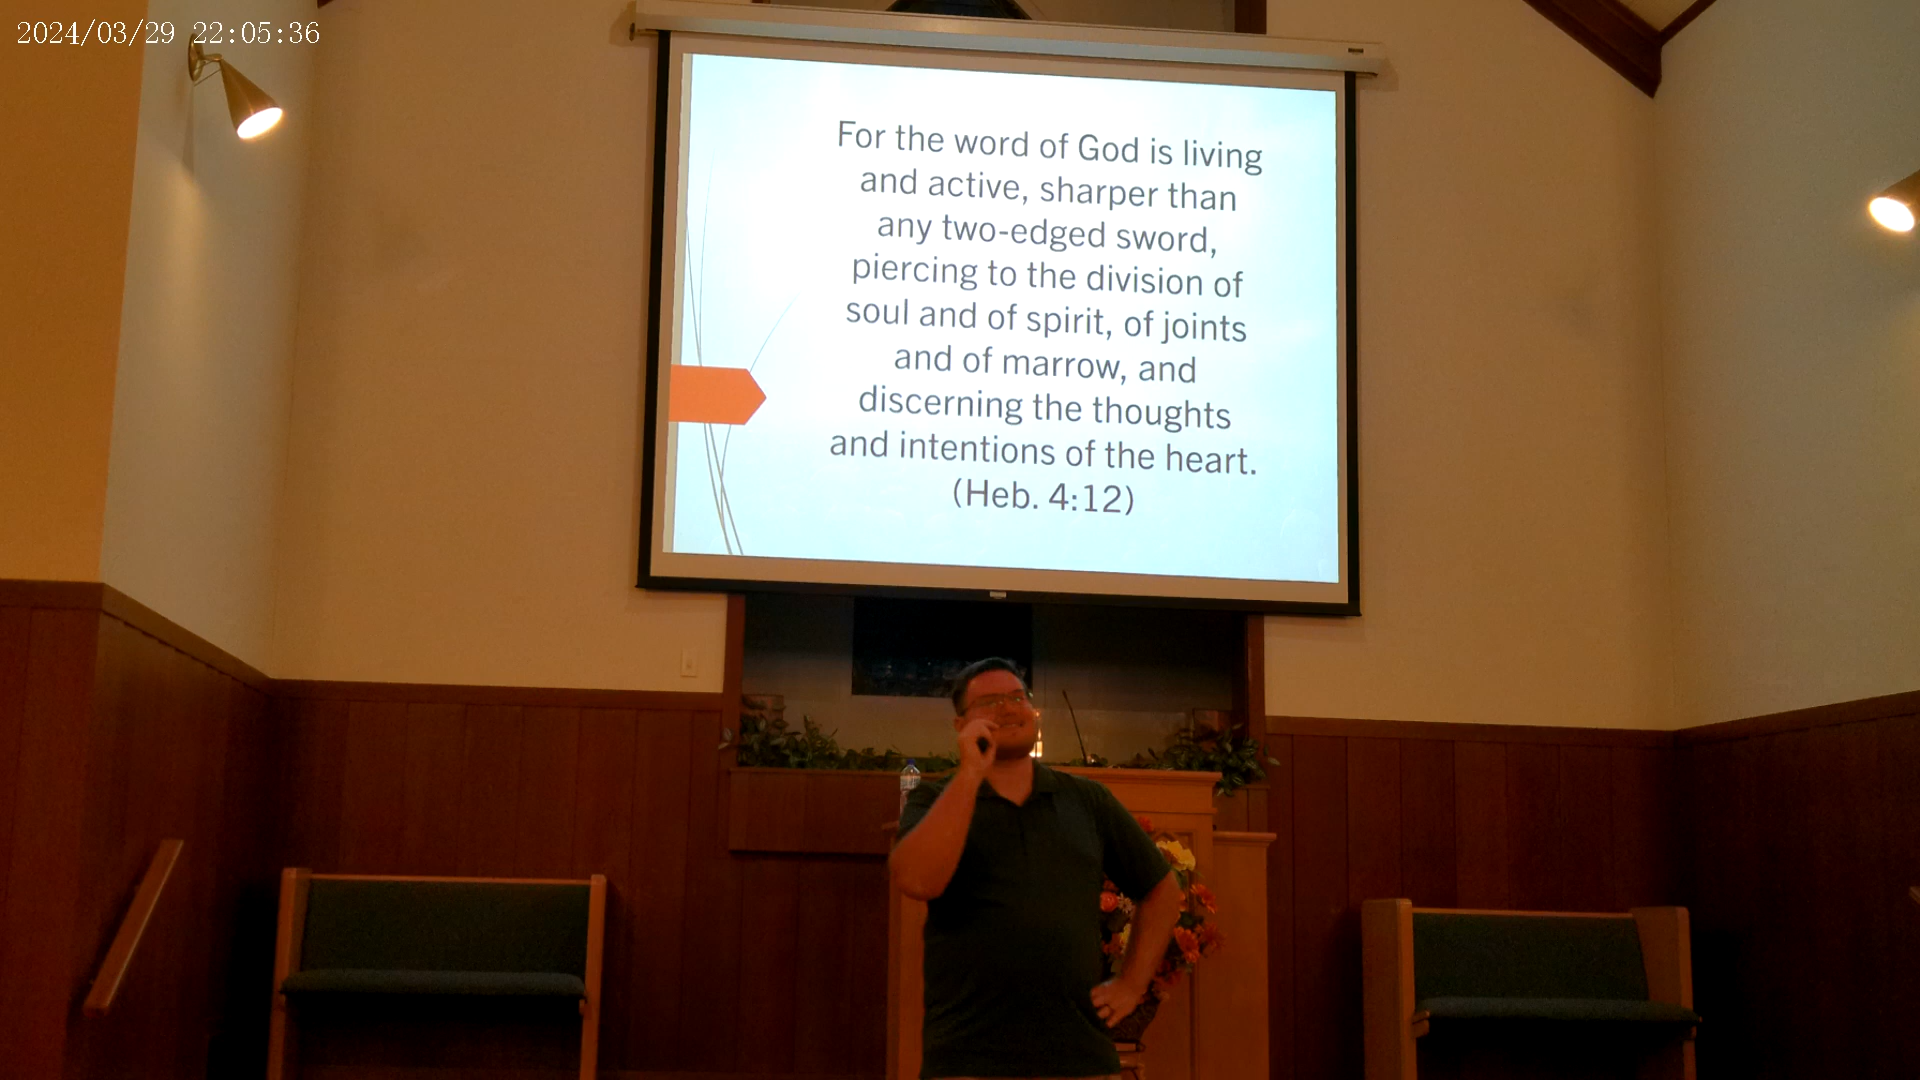 2024/03/29 22:05:36
For the word of God is living
and active, sharper than
any two-edged sword,
piercing to the division of
soul and of spirit, of joints
and of marrow, and
discerning the thoughts
and intentions of the heart.
(Heb. 4:12)